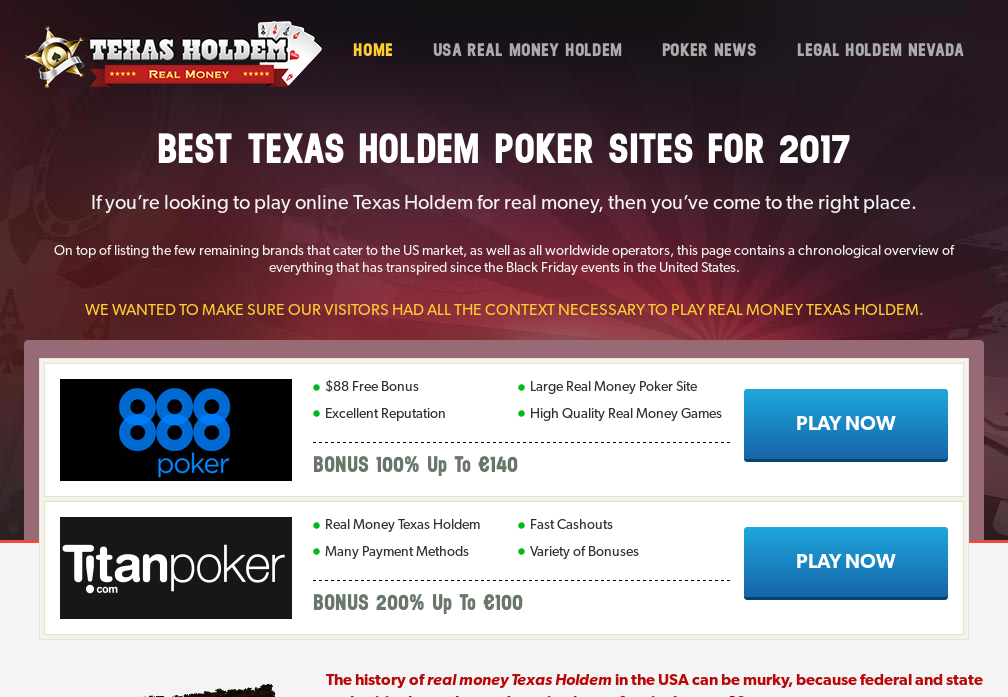 TEXAS HOLDEM
REAL MONEY
HOME
USA REAL MONEY HOLDEM
POKER NEWS
LEGAL HOLDEM NEVADA
BEST TEXAS HOLDEM POKER SITES FOR 2017
If you’re looking to play online Texas Holdem for real money, then you’ve come to the right place.
On top of listing the few remaining brands that cater to the US market, as well as all worldwide operators, this page contains a chronological overview of
everything that has transpired since the Black Friday events in the United States.
WE WANTED TO MAKE SURE OUR VISITORS HAD ALL THE CONTEXT NECESSARY TO PLAY REAL MONEY TEXAS HOLDEM.
888
poker
$88 Free Bonus
Large Real Money Poker Site
Excellent Reputation
High Quality Real Money Games
BONUS 100% Up To €140
PLAY NOW
Titanpoker
.com
Real Money Texas Holdem
Fast Cashouts
Many Payment Methods
Variety of Bonuses
BONUS 200% Up To €100
PLAY NOW
The history of real money Texas Holdem in the USA can be murky, because federal and state